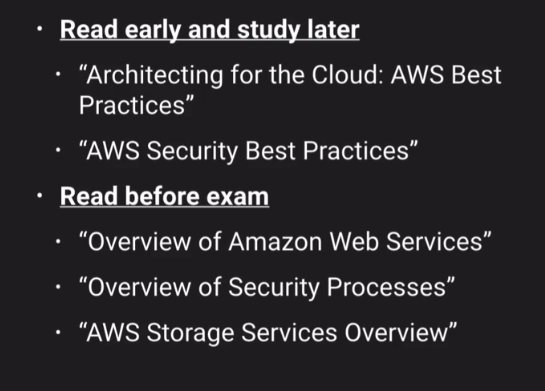 • Read early and study later
• “Architecting for the Cloud: AWS Best
Practices”
• “AWS Security Best Practices”
• Read before exam
• “Overview of Amazon Web Services”
• “Overview of Security Processes”
• “AWS Storage Services Overview”